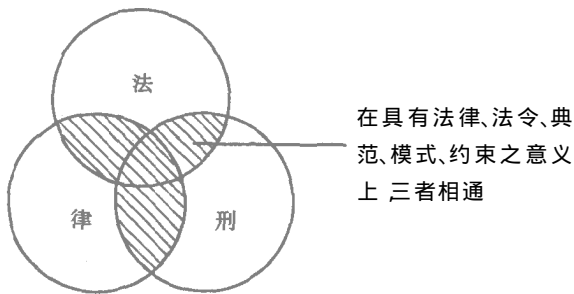 法
律
刑
在具有法律、法令、典
范、模式、约束之意义
上 三者相通